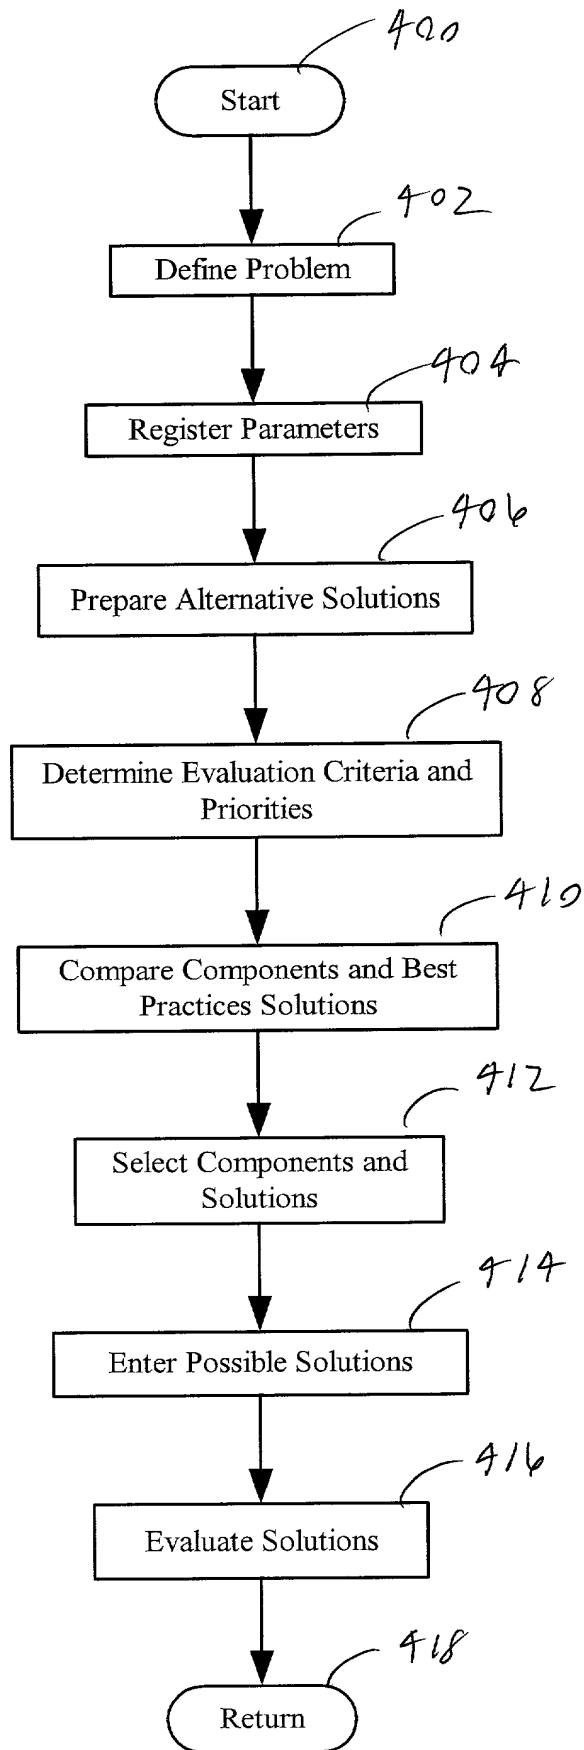 400
Start
402
Define Problem
404
Register Parameters
406
Prepare Alternative Solutions
408
Determine Evaluation Criteria and
Priorities
410
Compare Components and Best
Practices Solutions
412
Select Components and
Solutions
414
Enter Possible Solutions
416
Evaluate Solutions
418
Return